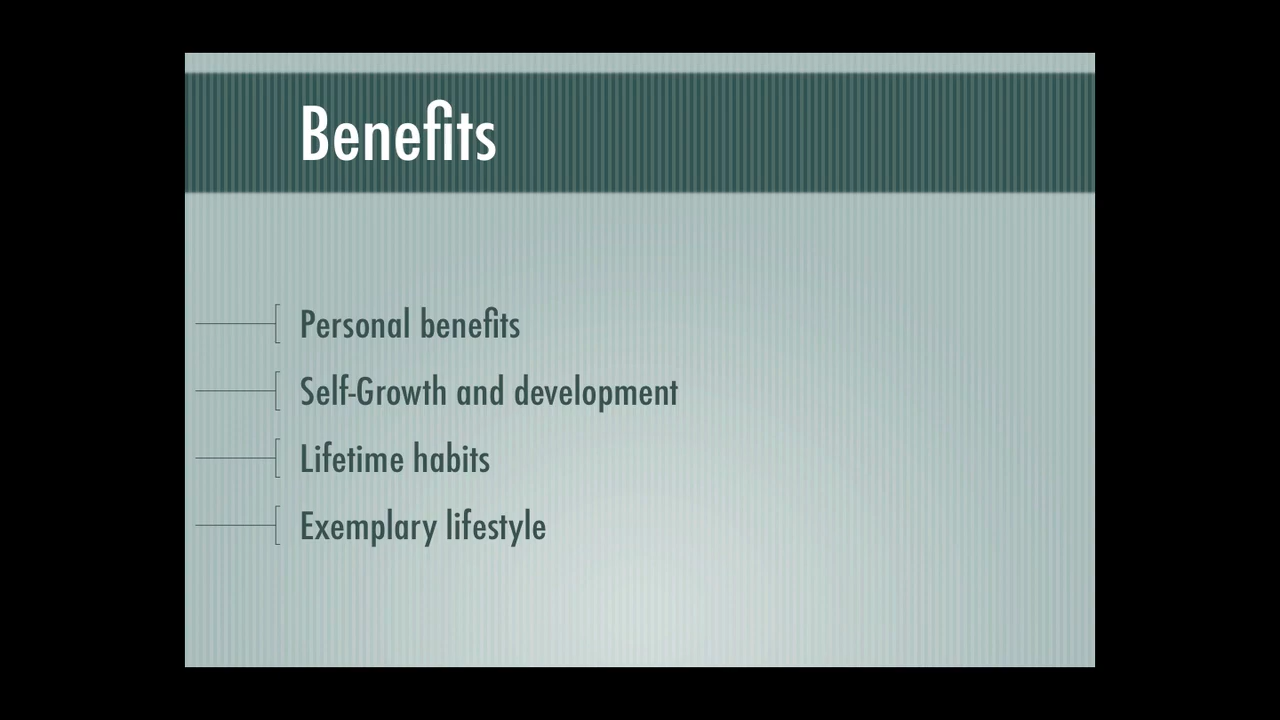 Benefits
Personal benefits
Self-Growth and development
Lifetime habits
Exemplary lifestyle